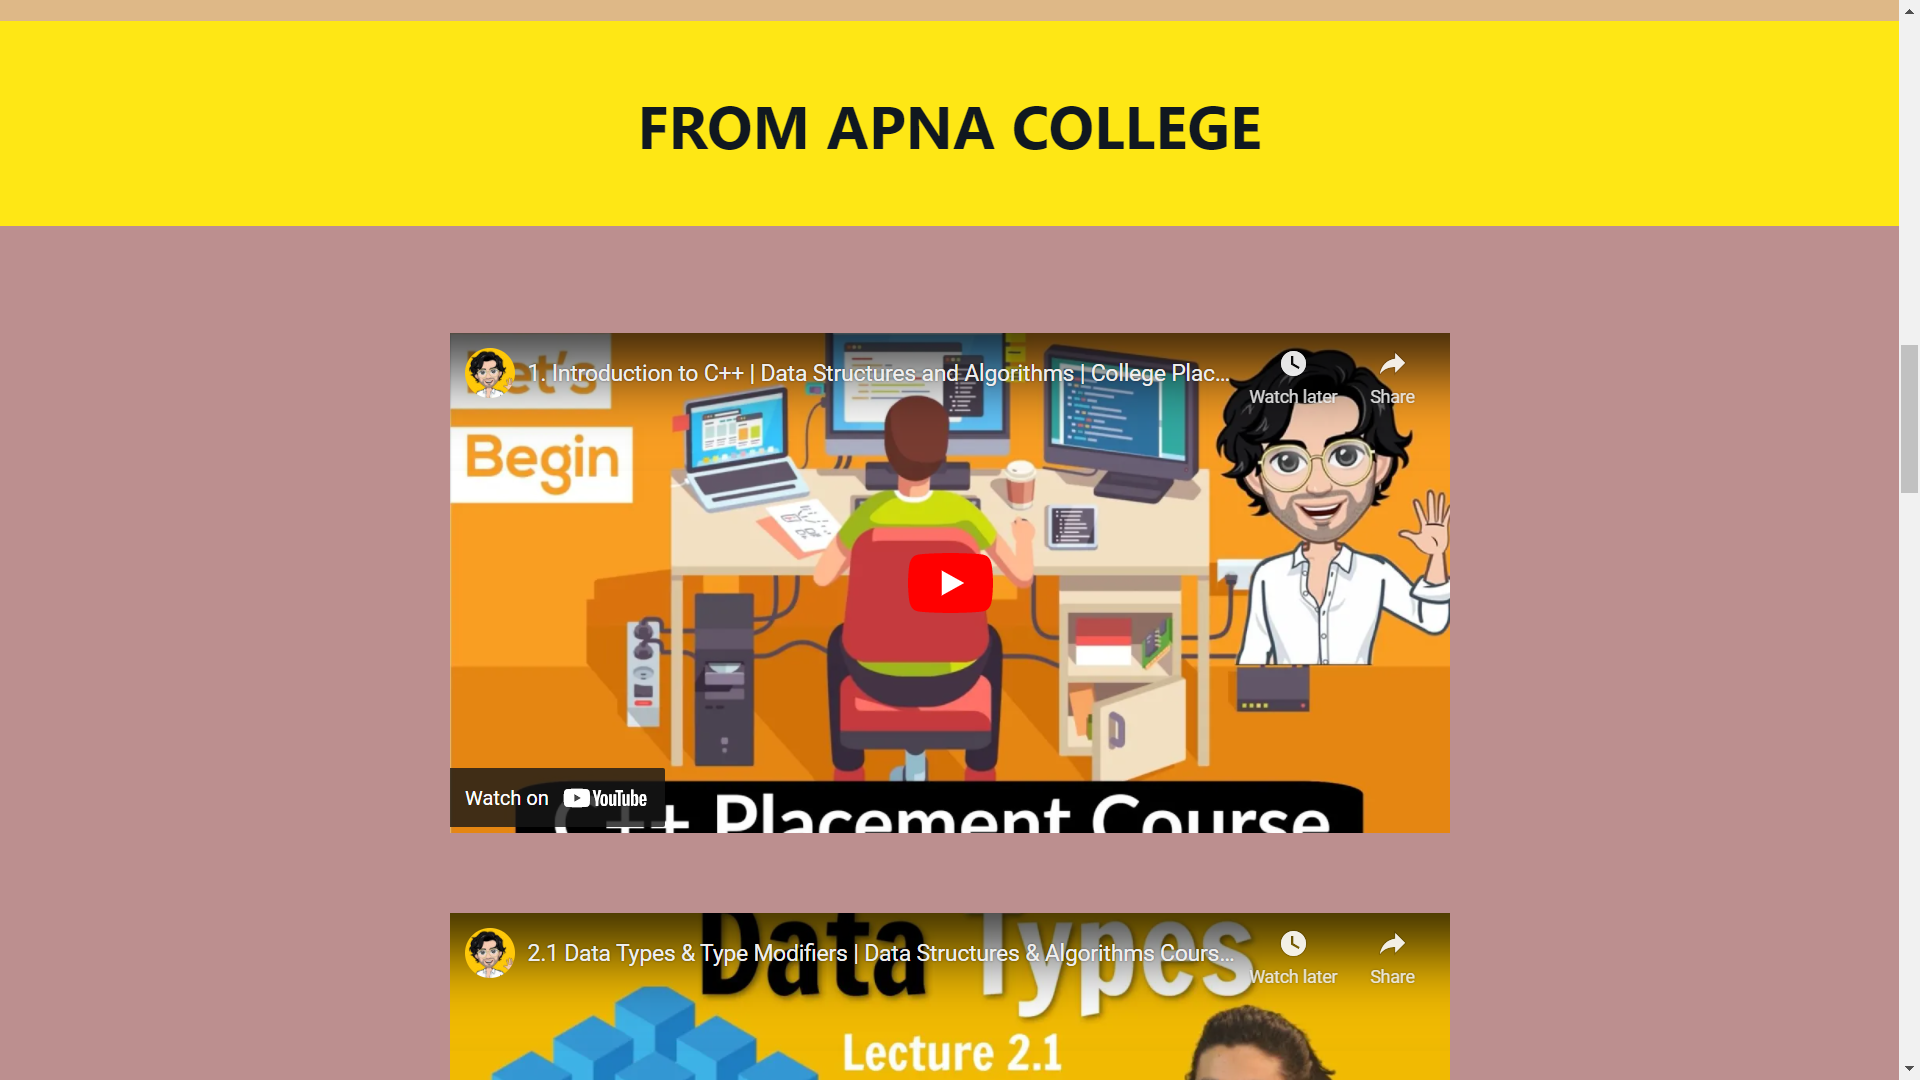 FROM APNA COLLEGE
Let's
1. Introduction to C++ | Data Structures and Algorithms | College Plac...
Watch later
Share
Begin
Watch on YouTube
C++ Placement Course
2.1 Data Types & Type Modifiers | Data Structures & Algorithms Cours...
Watch later
Share
Data Types
Lecture 2.1